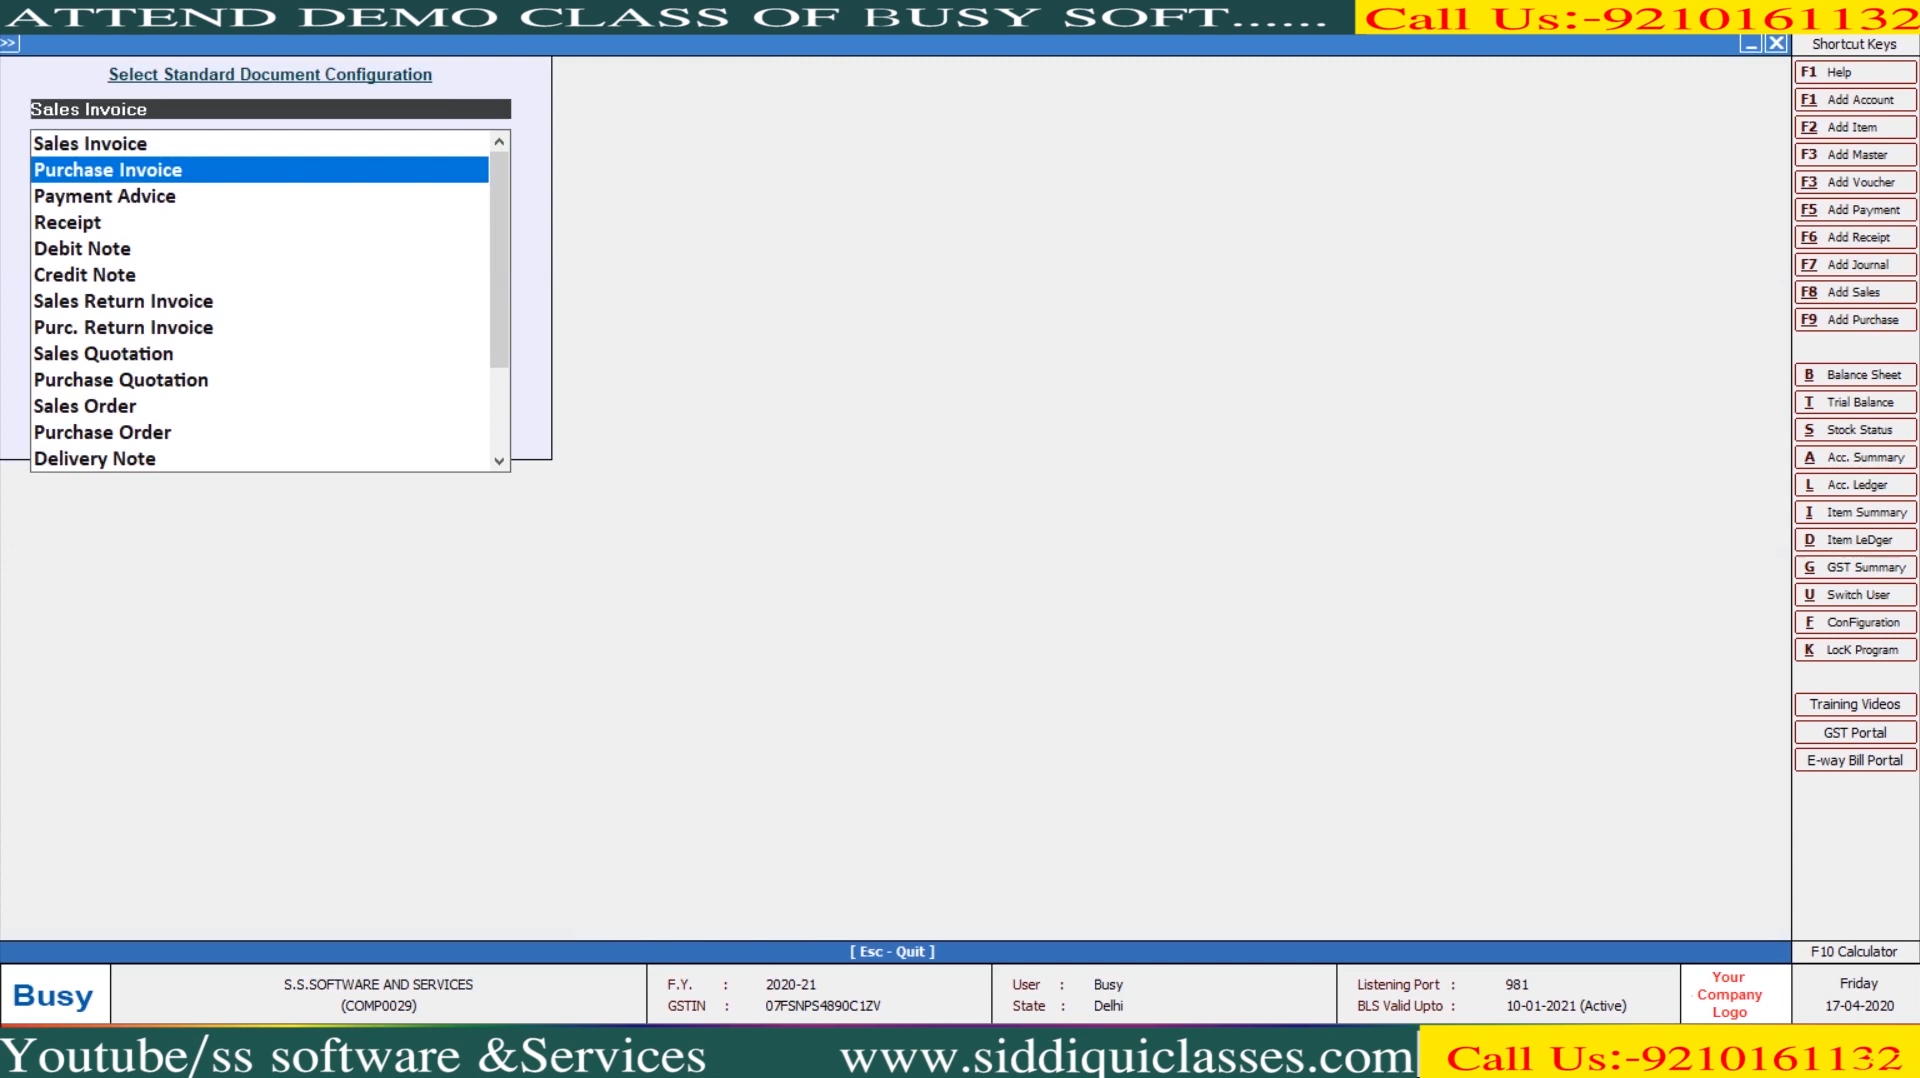 ATTEND DEMO CLASS OF BUSY SOFT...... Call Us:-9210161132
>>
Shortcut Keys
Select Standard Document Configuration
Sales Invoice
Sales Invoice
Purchase Invoice
Payment Advice
Receipt
Debit Note
Credit Note
Sales Return Invoice
Purc. Return Invoice
Sales Quotation
Purchase Quotation
Sales Order
Purchase Order
Delivery Note
F1 Help
F1 Add Account
F2 Add Item
F3 Add Master
F3 Add Voucher
F5 Add Payment
F6 Add Receipt
F7 Add Journal
F8 Add Sales
F9 Add Purchase
B Balance Sheet
T Trial Balance
S Stock Status
A Acc. Summary
L Acc. Ledger
I Item Summary
D Item LeDger
G GST Summary
U Switch User
F ConFiguration
K LocK Program
Training Videos
GST Portal
E-way Bill Portal
[ Esc - Quit ]
F10 Calculator
Busy
S.S.SOFTWARE AND SERVICES
(COMP0029)
F.Y. : 2020-21
GSTIN : 07FSNPS4890C1ZV
User : Busy
State : Delhi
Listening Port : 981
BLS Valid Upto : 10-01-2021 (Active)
Your
Company
Logo
Friday
17-04-2020
Youtube/ss software &Services www.siddiquiclasses.com Call Us:-9210161132